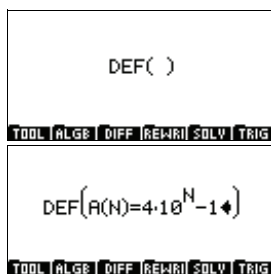 DEF( )
TOOL ALGB DIFF REWRI SOLV TRIG
DEF(A(N)=4·10^N-1◂)
TOOL ALGB DIFF REWRI SOLV TRIG